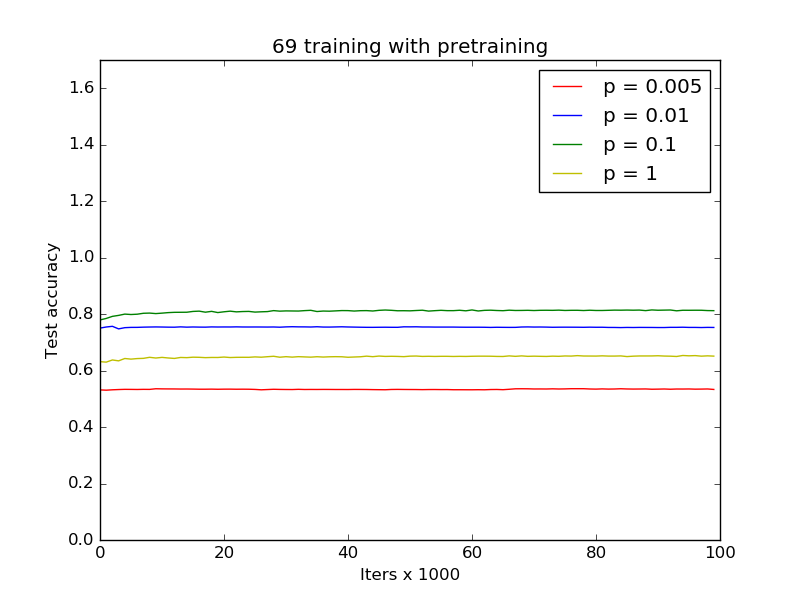 69 training with pretraining
p = 0.005
p = 0.01
p = 0.1
p = 1
1.6
1.4
1.2
1.0
0.8
0.6
0.4
0.2
0.0
Test accuracy
0 20 40 60 80 100
Iters x 1000